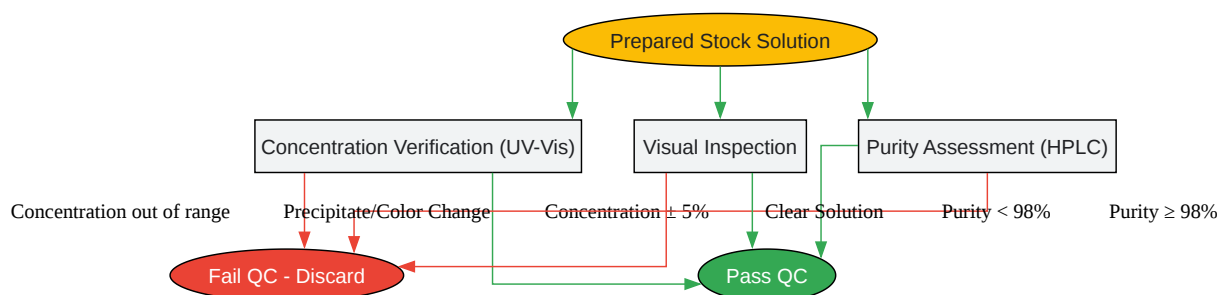 Prepared Stock Solution
Concentration Verification (UV-Vis)
Visual Inspection
Purity Assessment (HPLC)
Concentration out of range
Precipitate/Color Change
Concentration ± 5%
Clear Solution
Purity < 98%
Purity ≥ 98%
Fail QC - Discard
Pass QC